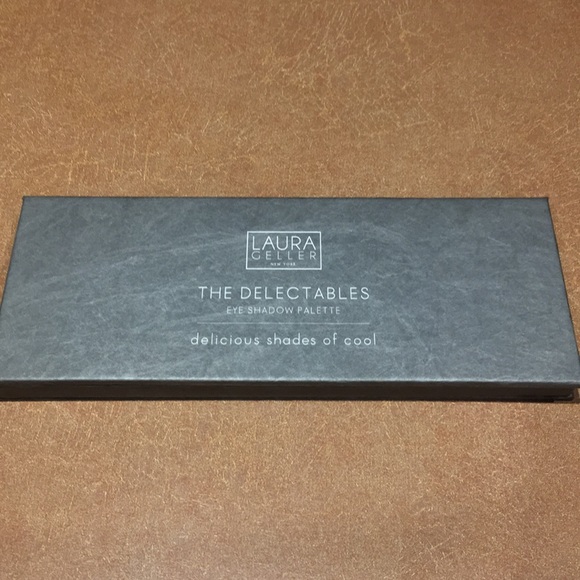 LAURA
GELLER
NEW YORK
THE DELECTABLES
EYE SHADOW PALETTE
delicious shades of cool